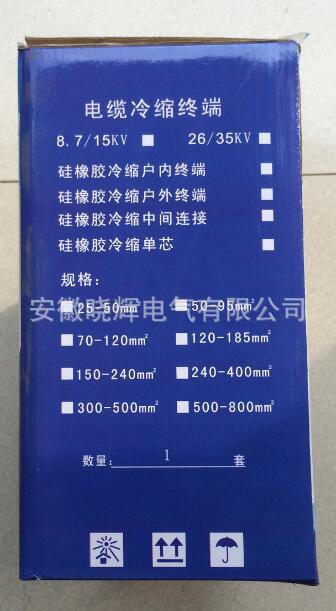 电缆冷缩终端
8.7/15KV 26/35KV
硅橡胶冷缩户内终端
硅橡胶冷缩户外终端
硅橡胶冷缩中间连接
硅橡胶冷缩单芯
规格:
安徽晓辉电气有限公司
25-50mm² 50-95mm²
70-120mm² 120-185mm²
150-240mm² 240-400mm²
300-500mm² 500-800mm²
数量: 1 套